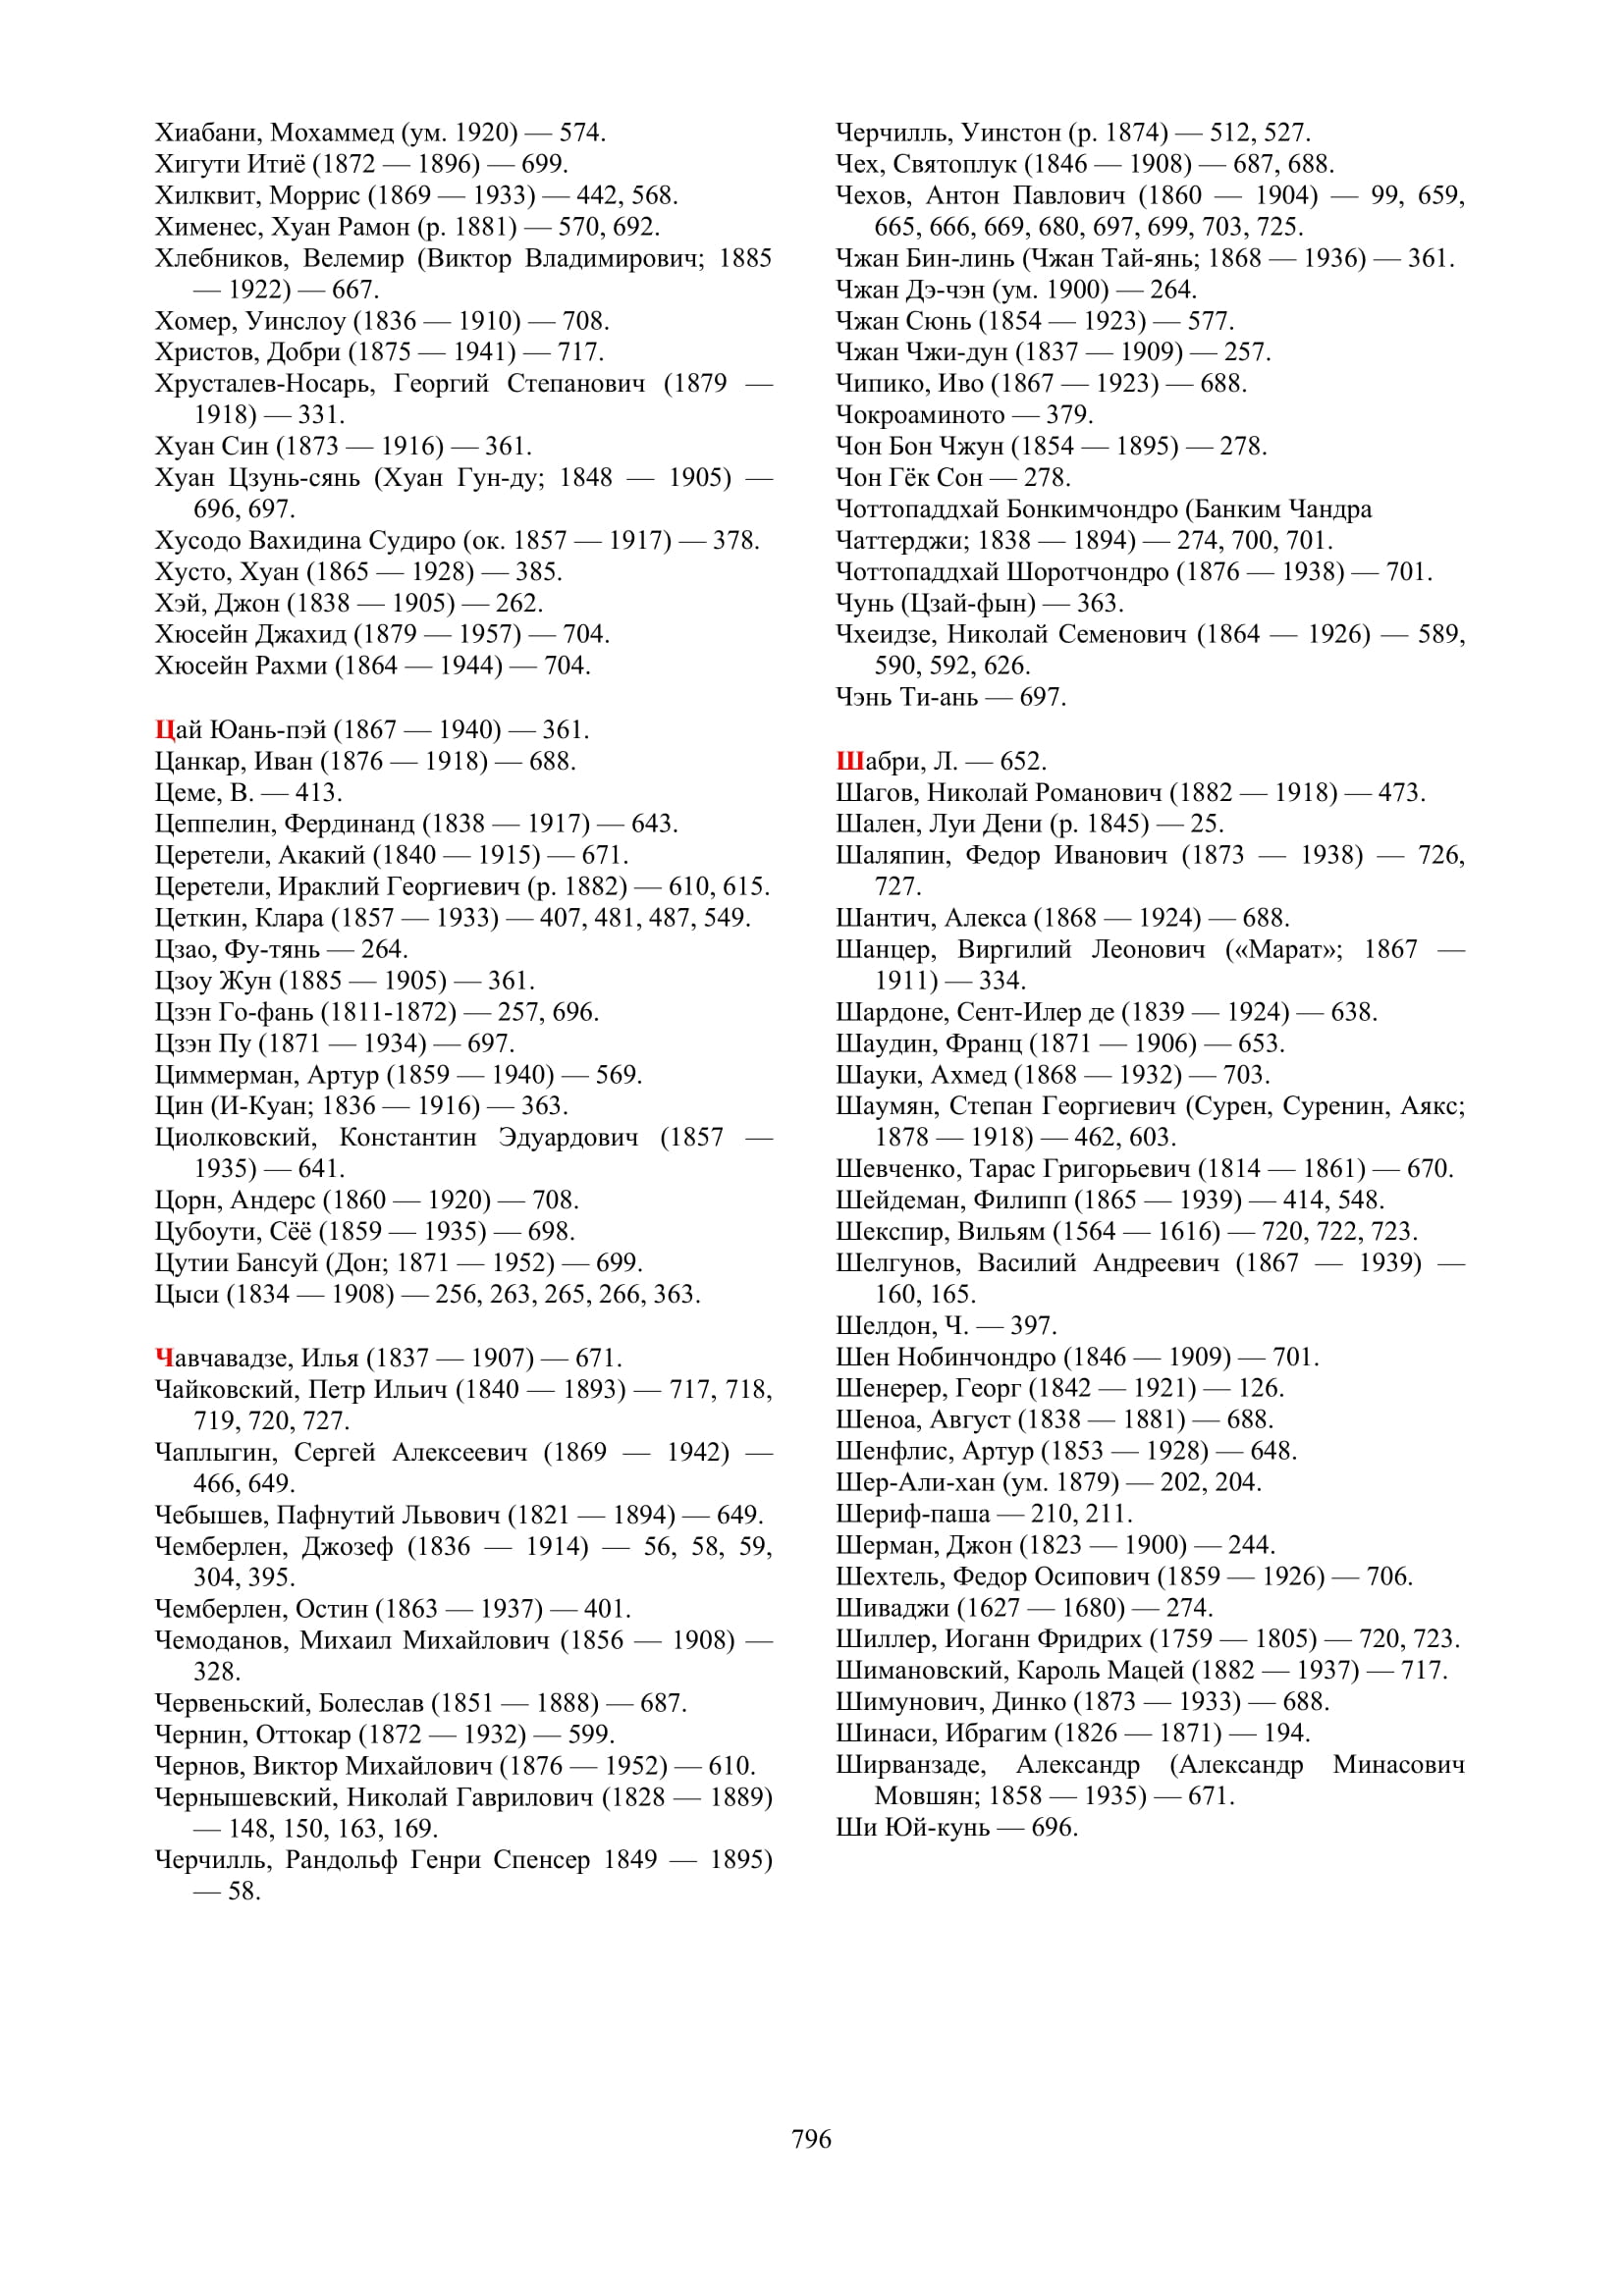 Хиабани, Мохаммед (ум. 1920) — 574.
Хигути Итиё (1872 — 1896) — 699.
Хилквит, Моррис (1869 — 1933) — 442, 568.
Хименес, Хуан Рамон (р. 1881) — 570, 692.
Хлебников, Велемир (Виктор Владимирович; 1885
— 1922) — 667.
Хомер, Уинслоу (1836 — 1910) — 708.
Христов, Добри (1875 — 1941) — 717.
Хрусталев-Носарь, Георгий Степанович (1879 —
1918) — 331.
Хуан Син (1873 — 1916) — 361.
Хуан Цзунь-сянь (Хуан Гун-ду; 1848 — 1905) —
696, 697.
Хусодо Вахидина Судиро (ок. 1857 — 1917) — 378.
Хусто, Хуан (1865 — 1928) — 385.
Хэй, Джон (1838 — 1905) — 262.
Хюсейн Джахид (1879 — 1957) — 704.
Хюсейн Рахми (1864 — 1944) — 704.
Цай Юань-пэй (1867 — 1940) — 361.
Цанкар, Иван (1876 — 1918) — 688.
Цеме, В. — 413.
Цеппелин, Фердинанд (1838 — 1917) — 643.
Церетели, Акакий (1840 — 1915) — 671.
Церетели, Ираклий Георгиевич (р. 1882) — 610, 615.
Цеткин, Клара (1857 — 1933) — 407, 481, 487, 549.
Цзао, Фу-тянь — 264.
Цзоу Жун (1885 — 1905) — 361.
Цзэн Го-фань (1811-1872) — 257, 696.
Цзэн Пу (1871 — 1934) — 697.
Циммерман, Артур (1859 — 1940) — 569.
Цин (И-Куан; 1836 — 1916) — 363.
Циолковский, Константин Эдуардович (1857 —
1935) — 641.
Цорн, Андерс (1860 — 1920) — 708.
Цубоути, Сёё (1859 — 1935) — 698.
Цутии Бансуй (Дон; 1871 — 1952) — 699.
Цыси (1834 — 1908) — 256, 263, 265, 266, 363.
Чавчавадзе, Илья (1837 — 1907) — 671.
Чайковский, Петр Ильич (1840 — 1893) — 717, 718,
719, 720, 727.
Чаплыгин, Сергей Алексеевич (1869 — 1942) —
466, 649.
Чебышев, Пафнутий Львович (1821 — 1894) — 649.
Чемберлен, Джозеф (1836 — 1914) — 56, 58, 59,
304, 395.
Чемберлен, Остин (1863 — 1937) — 401.
Чемоданов, Михаил Михайлович (1856 — 1908) —
328.
Червеньский, Болеслав (1851 — 1888) — 687.
Чернин, Оттокар (1872 — 1932) — 599.
Чернов, Виктор Михайлович (1876 — 1952) — 610.
Чернышевский, Николай Гаврилович (1828 — 1889)
— 148, 150, 163, 169.
Черчилль, Рандольф Генри Спенсер 1849 — 1895)
— 58.
Черчилль, Уинстон (р. 1874) — 512, 527.
Чех, Святоплук (1846 — 1908) — 687, 688.
Чехов, Антон Павлович (1860 — 1904) — 99, 659,
665, 666, 669, 680, 697, 699, 703, 725.
Чжан Бин-линь (Чжан Тай-янь; 1868 — 1936) — 361.
Чжан Дэ-чэн (ум. 1900) — 264.
Чжан Сюнь (1854 — 1923) — 577.
Чжан Чжи-дун (1837 — 1909) — 257.
Чипико, Иво (1867 — 1923) — 688.
Чокроаминото — 379.
Чон Бон Чжун (1854 — 1895) — 278.
Чон Гёк Сон — 278.
Чоттопаддхай Бонкимчондро (Банким Чандра
Чаттерджи; 1838 — 1894) — 274, 700, 701.
Чоттопаддхай Шоротчондро (1876 — 1938) — 701.
Чунь (Цзай-фын) — 363.
Чхеидзе, Николай Семенович (1864 — 1926) — 589,
590, 592, 626.
Чэнь Ти-ань — 697.
Шабри, Л. — 652.
Шагов, Николай Романович (1882 — 1918) — 473.
Шален, Луи Дени (р. 1845) — 25.
Шаляпин, Федор Иванович (1873 — 1938) — 726,
727.
Шантич, Алекса (1868 — 1924) — 688.
Шанцер, Виргилий Леонович («Марат»; 1867 —
1911) — 334.
Шардоне, Сент-Илер де (1839 — 1924) — 638.
Шаудин, Франц (1871 — 1906) — 653.
Шауки, Ахмед (1868 — 1932) — 703.
Шаумян, Степан Георгиевич (Сурен, Суренин, Аякс;
1878 — 1918) — 462, 603.
Шевченко, Тарас Григорьевич (1814 — 1861) — 670.
Шейдеман, Филипп (1865 — 1939) — 414, 548.
Шекспир, Вильям (1564 — 1616) — 720, 722, 723.
Шелгунов, Василий Андреевич (1867 — 1939) —
160, 165.
Шелдон, Ч. — 397.
Шен Нобинчондро (1846 — 1909) — 701.
Шенерер, Георг (1842 — 1921) — 126.
Шеноа, Август (1838 — 1881) — 688.
Шенфлис, Артур (1853 — 1928) — 648.
Шер-Али-хан (ум. 1879) — 202, 204.
Шериф-паша — 210, 211.
Шерман, Джон (1823 — 1900) — 244.
Шехтель, Федор Осипович (1859 — 1926) — 706.
Шиваджи (1627 — 1680) — 274.
Шиллер, Иоганн Фридрих (1759 — 1805) — 720, 723.
Шимановский, Кароль Мацей (1882 — 1937) — 717.
Шимунович, Динко (1873 — 1933) — 688.
Шинаси, Ибрагим (1826 — 1871) — 194.
Ширванзаде, Александр (Александр Минасович
Мовшян; 1858 — 1935) — 671.
Ши Юй-кунь — 696.
796